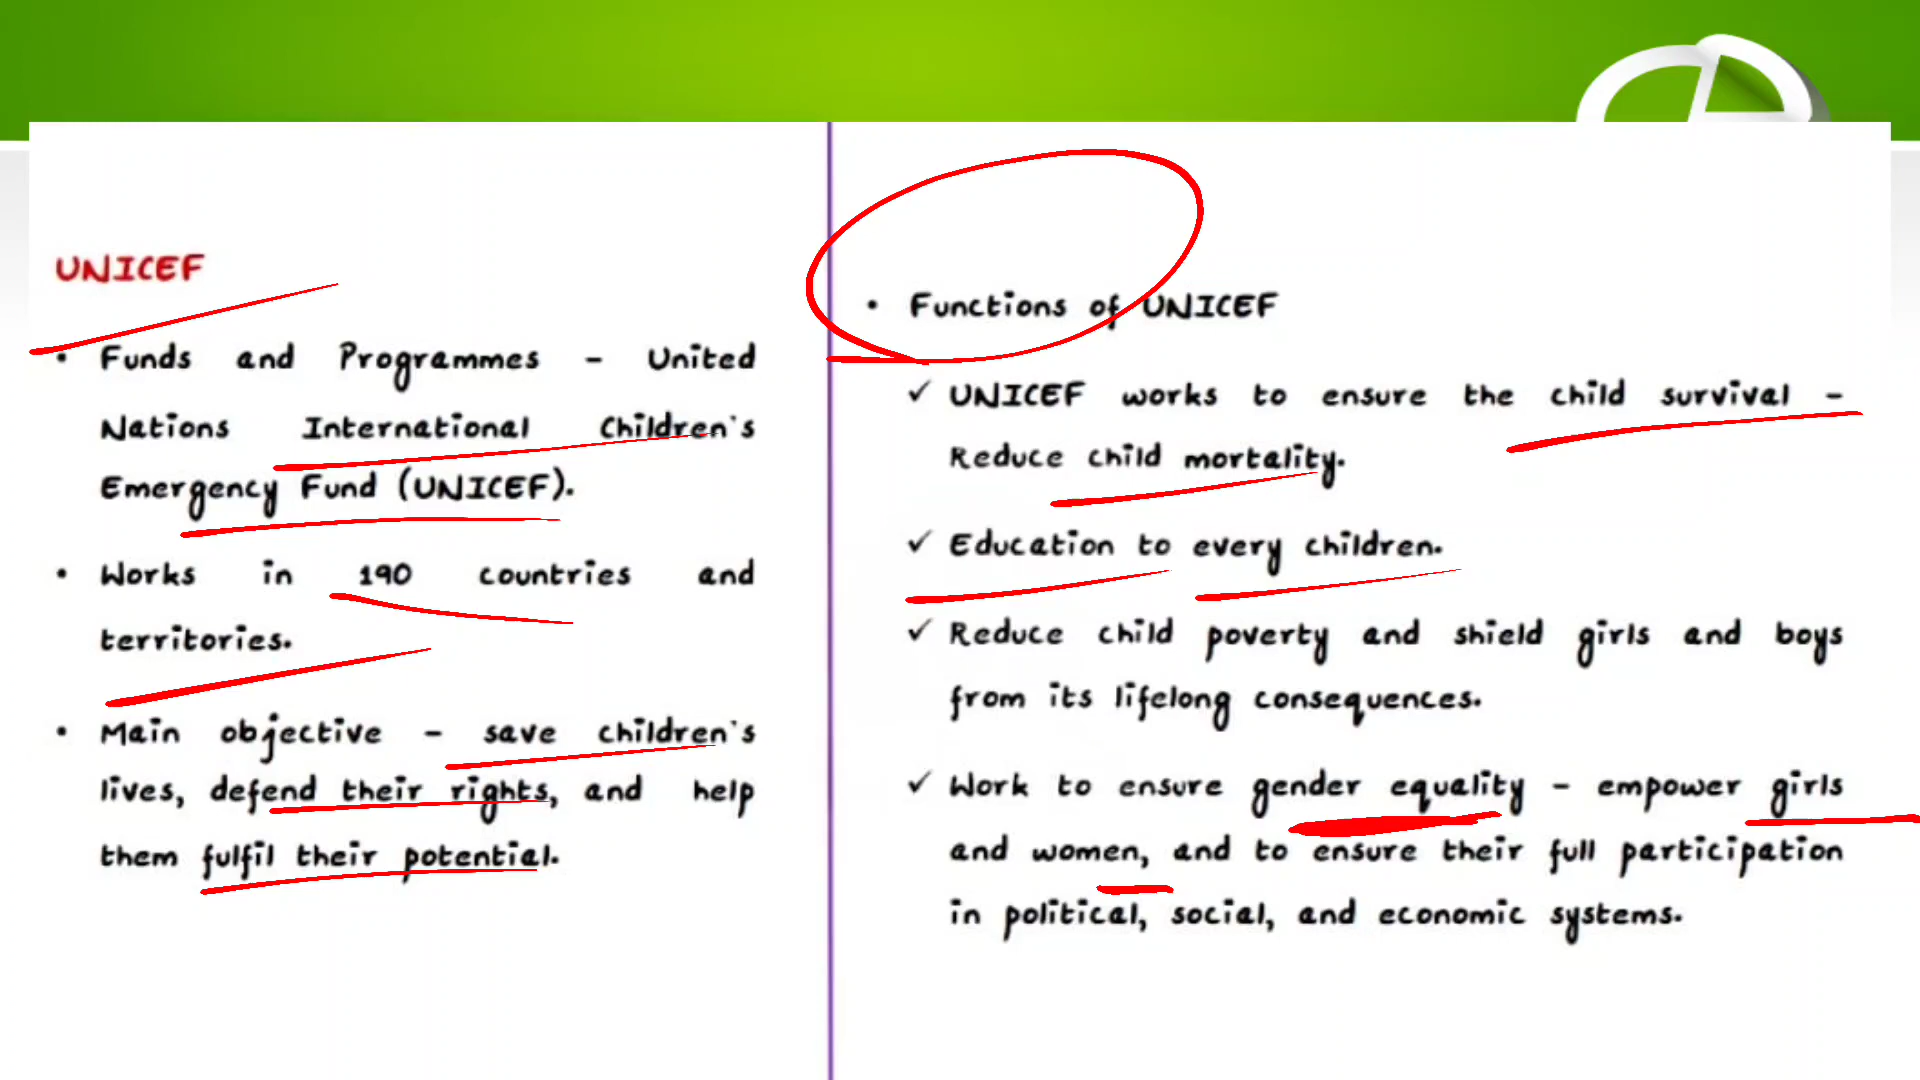 UNICEF
• Funds and Programmes - United
Nations International Children's
Emergency Fund (UNICEF).
• Works in 190 countries and
territories.
• Main objective - save children's
lives, defend their rights, and help
them fulfil their potential.
• Functions of UNICEF
✓ UNICEF works to ensure the child survival -
Reduce child mortality.
✓ Education to every children.
✓ Reduce child poverty and shield girls and boys
from its lifelong consequences.
✓ Work to ensure gender equality - empower girls
and women, and to ensure their full participation
in political, social, and economic systems.